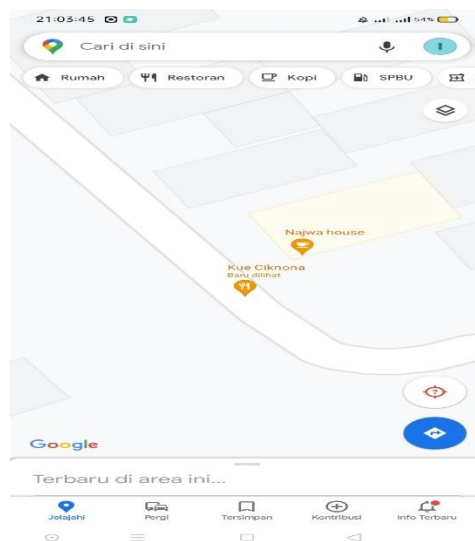 21:03:45
54%
Cari di sini
I
Rumah
Restoran
Kopi
SPBU
Najwa house
Kue Ciknona
Baru dilihat
?
Google
Terbaru di area ini...
Jelajahi
Pergi
Tersimpan
Kontribusi
Info Terbaru